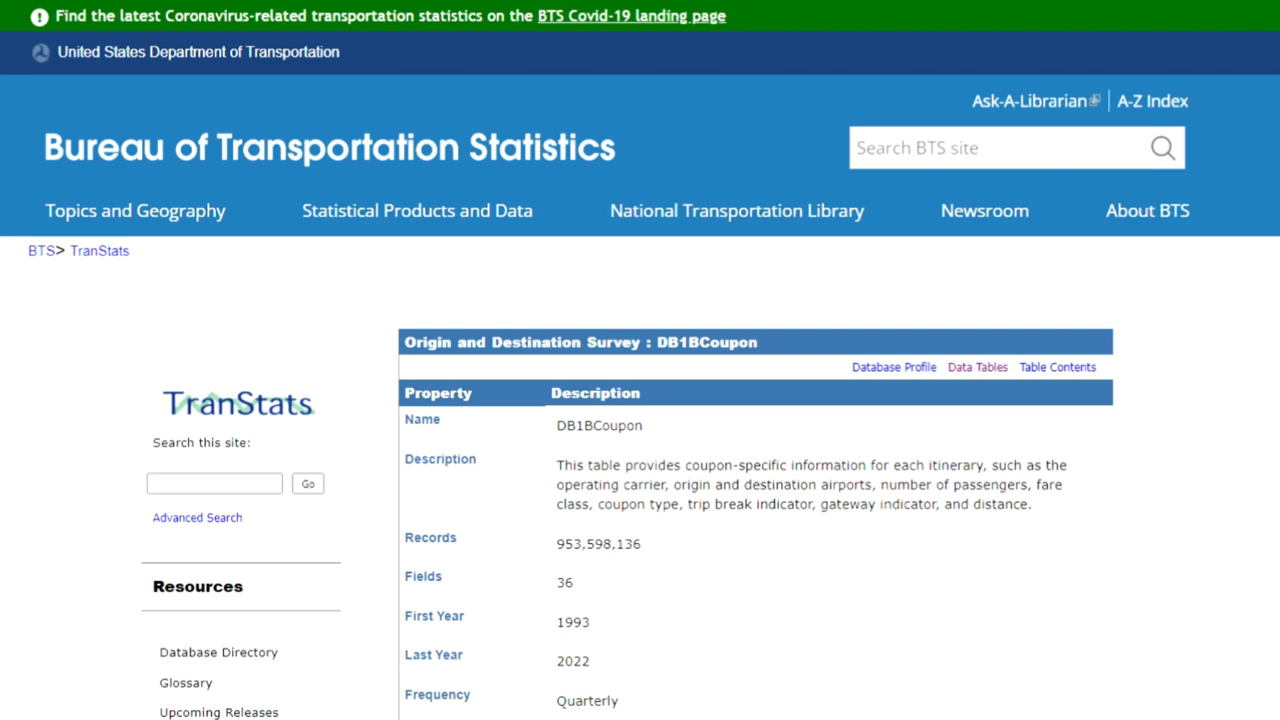 Find the latest Coronavirus-related transportation statistics on the BTS Covid-19 landing page
United States Department of Transportation
Ask-A-Librarian | A-Z Index
Bureau of Transportation Statistics
Search BTS site
Topics and Geography Statistical Products and Data National Transportation Library Newsroom About BTS
BTS> TranStats
Origin and Destination Survey : DB1BCoupon
Database Profile Data Tables Table Contents
Property Description
Name DB1BCoupon
Description This table provides coupon-specific information for each itinerary, such as the
operating carrier, origin and destination airports, number of passengers, fare
class, coupon type, trip break indicator, gateway indicator, and distance.
Records 953,598,136
Fields 36
First Year 1993
Last Year 2022
Frequency Quarterly
TranStats
Search this site:
Go
Advanced Search
Resources
Database Directory
Glossary
Upcoming Releases